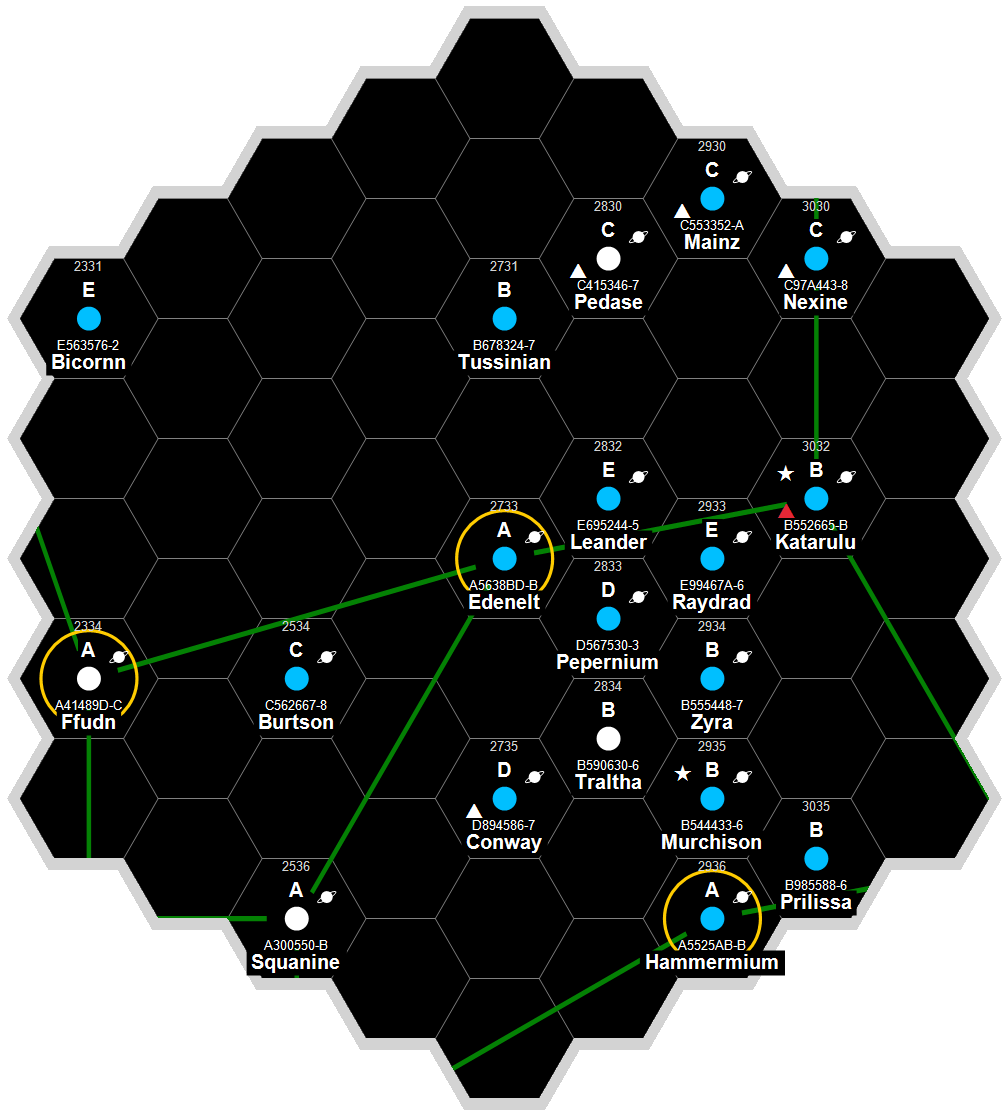 2930
C
C553352-A
Mainz
2830
C
C415346-7
Pedase
3030
C
C97A443-8
Nexine
2331
E
E563576-2
Bicornn
2731
B
B678324-7
Tussinian
2832
E
E695244-5
Leander
3032
B
B552665-B
Katarulu
2733
A
A5638BD-B
Edenelt
2933
E
E99467A-6
Raydrad
2833
D
D567530-3
Pepernium
2334
A
A41489D-C
Ffudn
2534
C
C562667-8
Burtson
2934
B
B555448-7
Zyra
2834
B
B590630-6
Traltha
2735
D
D894586-7
Conway
2935
B
B544433-6
Murchison
3035
B
B985588-6
Prilissa
2536
A
A300550-B
Squanine
2936
A
A5525AB-B
Hammermium